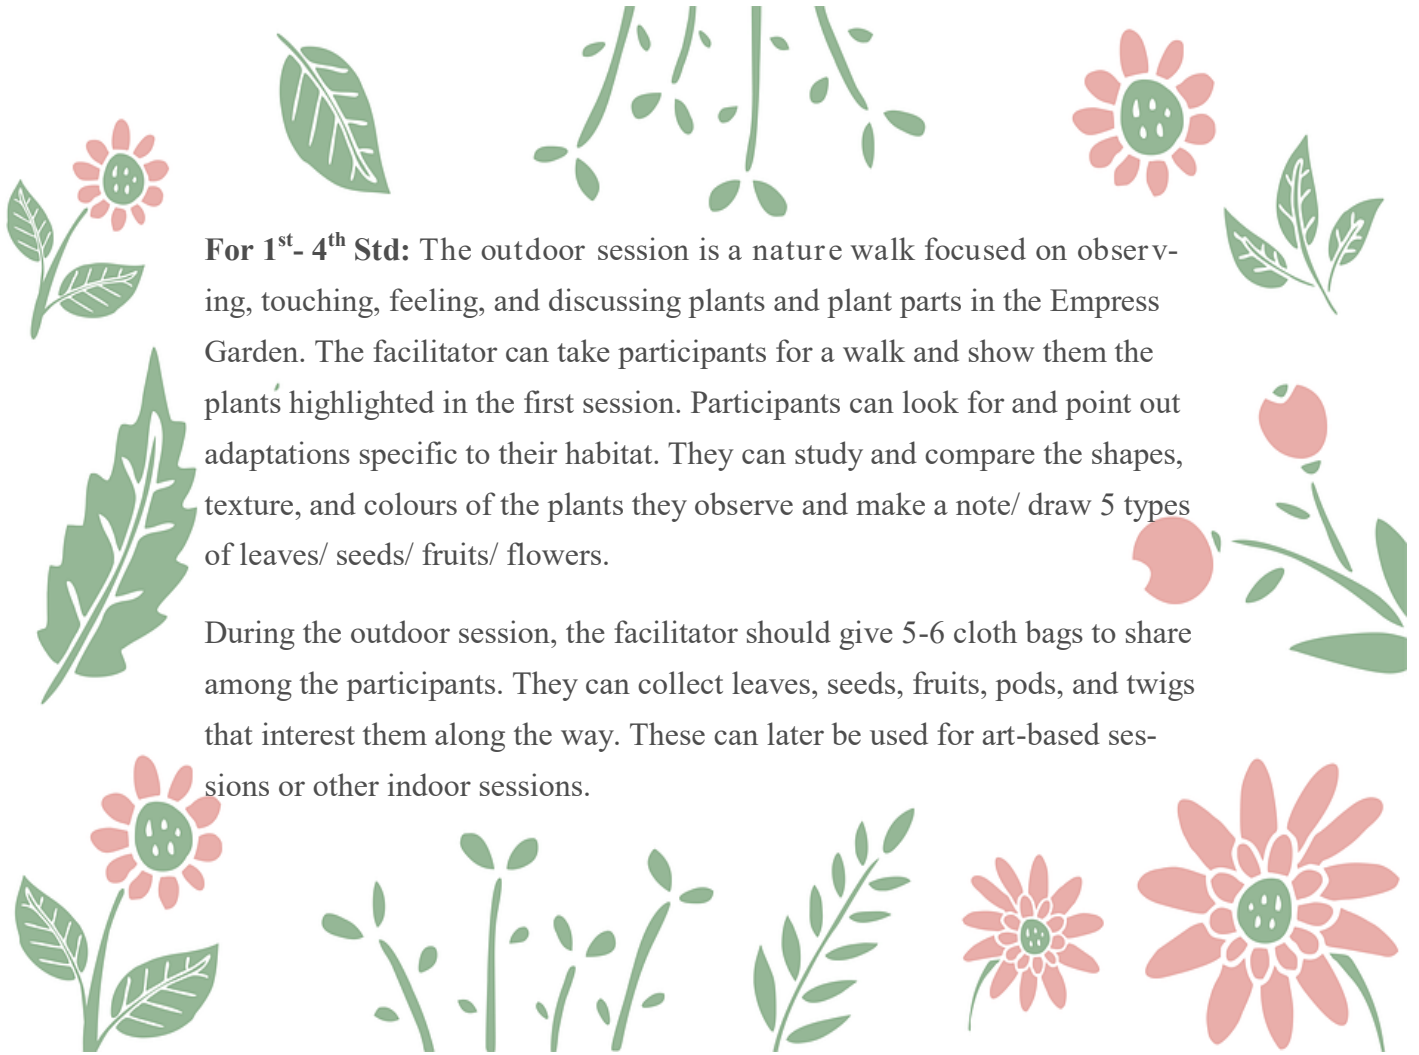 For 1st- 4th Std: The outdoor session is a nature walk focused on observ-
ing, touching, feeling, and discussing plants and plant parts in the Empress
Garden. The facilitator can take participants for a walk and show them the
plants highlighted in the first session. Participants can look for and point out
adaptations specific to their habitat. They can study and compare the shapes,
texture, and colours of the plants they observe and make a note/ draw 5 types
of leaves/ seeds/ fruits/ flowers.
During the outdoor session, the facilitator should give 5-6 cloth bags to share
among the participants. They can collect leaves, seeds, fruits, pods, and twigs
that interest them along the way. These can later be used for art-based ses-
sions or other indoor sessions.